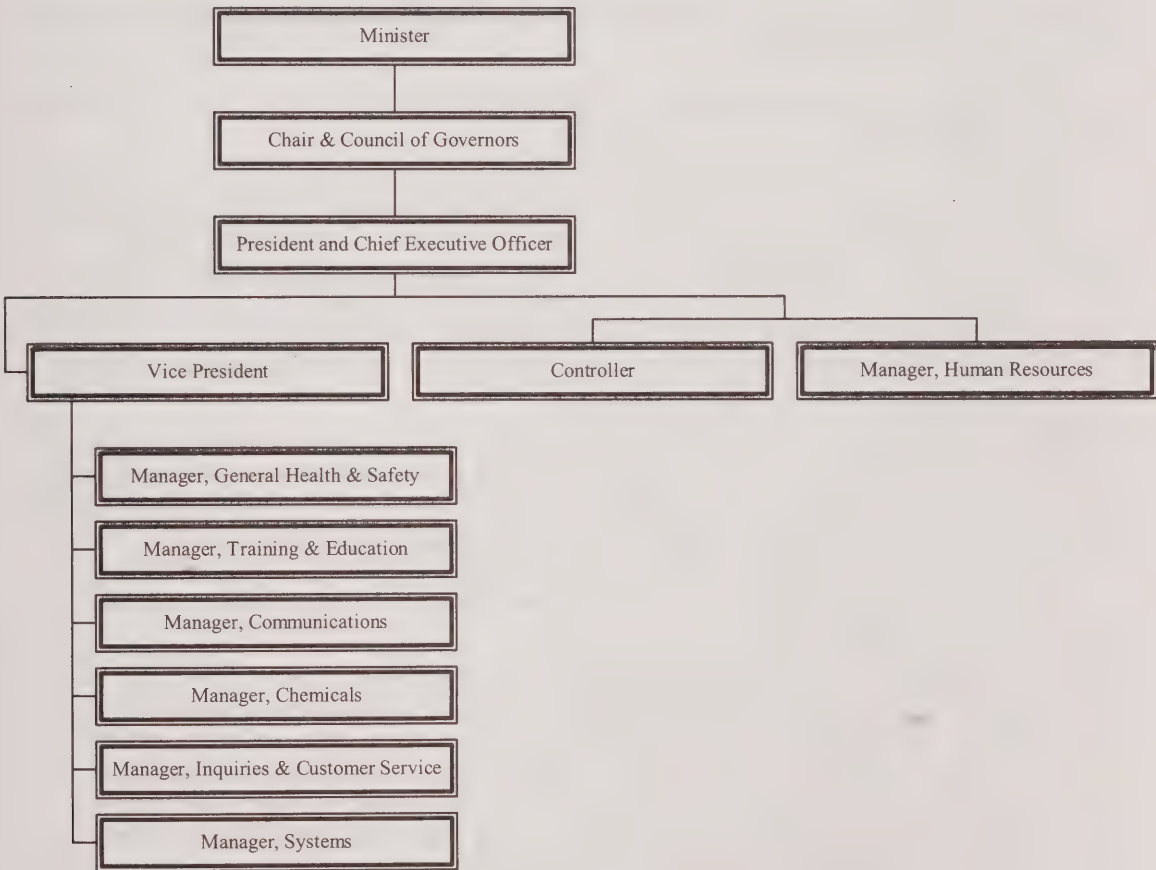 Minister
Chair & Council of Governors
President and Chief Executive Officer
Vice President
Controller
Manager, Human Resources
Manager, General Health & Safety
Manager, Training & Education
Manager, Communications
Manager, Chemicals
Manager, Inquiries & Customer Service
Manager, Systems